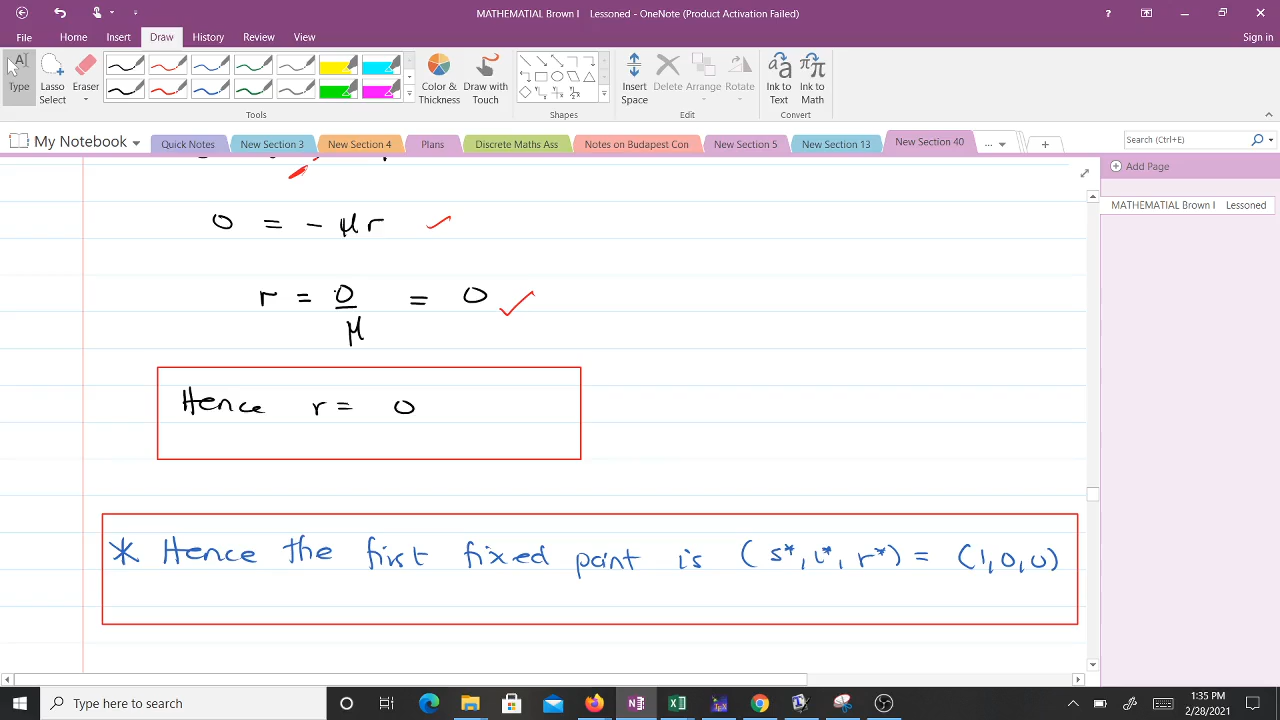 MATHEMATIAL Brown I Lessoned - OneNote (Product Activation Failed)
File Home Insert Draw History Review View Sign in
Type Lasso Select Eraser Color & Thickness Draw with Touch Insert Space Delete Arrange Rotate Ink to Text Ink to Math
Tools Shapes Edit Convert
My Notebook Quick Notes New Section 3 New Section 4 Plans Discrete Maths Ass Notes on Budapest Con New Section 5 New Section 13 New Section 40 ... Search (Ctrl+E)
Add Page
MATHEMATIAL Brown I Lessoned
0 = - μr
r = 0/μ = 0
Hence r = 0
* Hence the first fixed point is (s*, i*, r*) = (1, 0, 0)
Type here to search
1:35 PM
2/28/2021